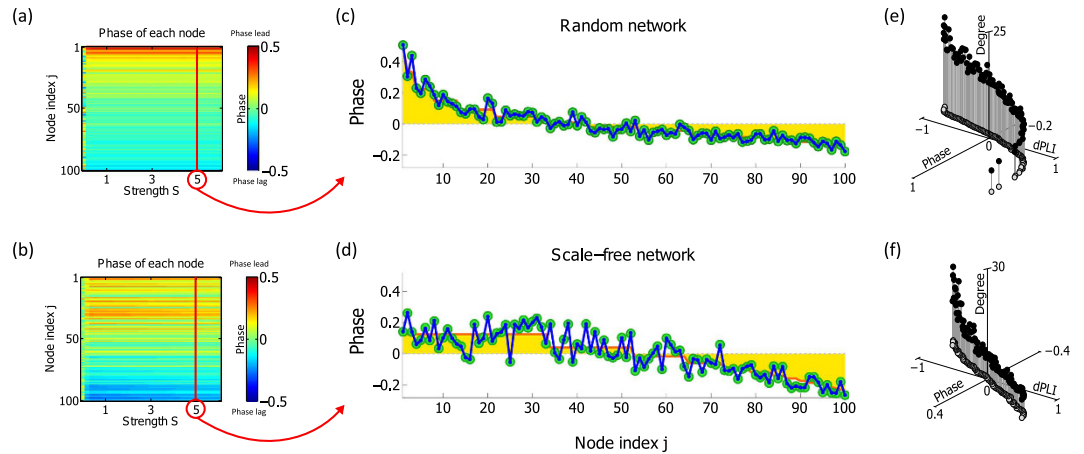 (a)
Phase of each node
Phase lead
1
50
100
Node index j
1
3
5
Strength S
0.5
0
−0.5
Phase
Phase lag
(c)
Random network
Phase
0.4
0.2
0
−0.2
10
20
30
40
50
60
70
80
90
100
(e)
25
Degree
−1
−0.2
0
dPLI
Phase
1
1
(b)
Phase of each node
Phase lead
1
50
100
Node index j
1
3
5
Strength S
0.5
0
−0.5
Phase
Phase lag
(d)
Scale−free network
Phase
0.4
0.2
0
−0.2
10
20
30
40
50
60
70
80
90
100
Node index j
(f)
30
Degree
−1
−0.4
Phase
0
dPLI
0.4
1